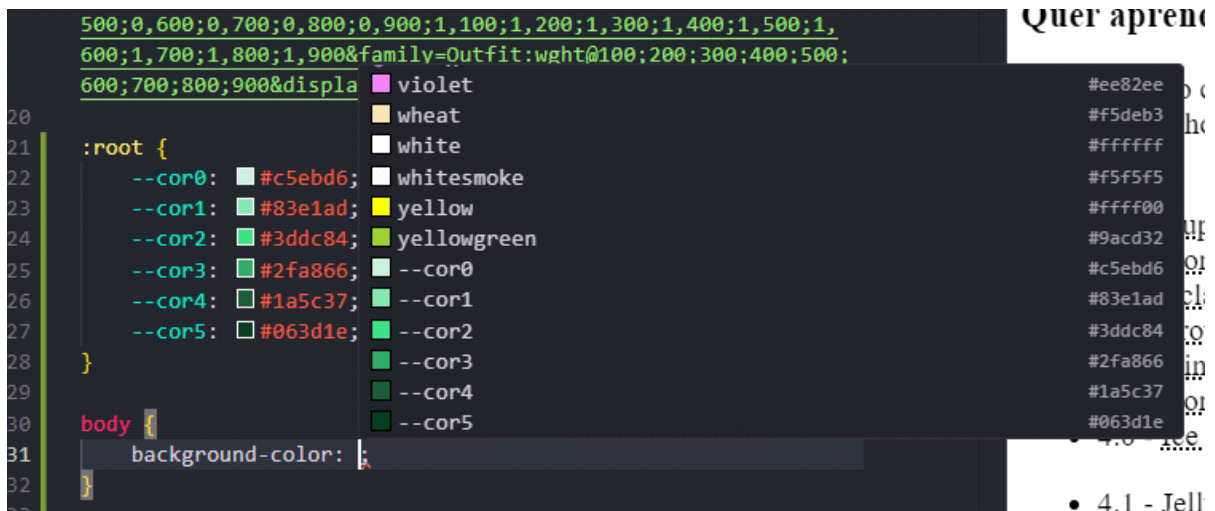 500;0,600;0,700;0,800;0,900;1,100;1,200;1,300;1,400;1,500;1,
600;1,700;1,800;1,900&family=Outfit:wght@100;200;300;400;500;
600;700;800;900&displa
20
21 :root {
22 --cor0: #c5ebd6;
23 --cor1: #83e1ad;
24 --cor2: #3ddc84;
25 --cor3: #2fa866;
26 --cor4: #1a5c37;
27 --cor5: #063d1e;
28 }
29
30 body {
31 background-color: ;
32 }
violet #ee82ee
wheat #f5deb3
white #ffffff
whitesmoke #f5f5f5
yellow #ffff00
yellowgreen #9acd32
--cor0 #c5ebd6
--cor1 #83e1ad
--cor2 #3ddc84
--cor3 #2fa866
--cor4 #1a5c37
--cor5 #063d1e
Quer aprend
4.1 - Jell